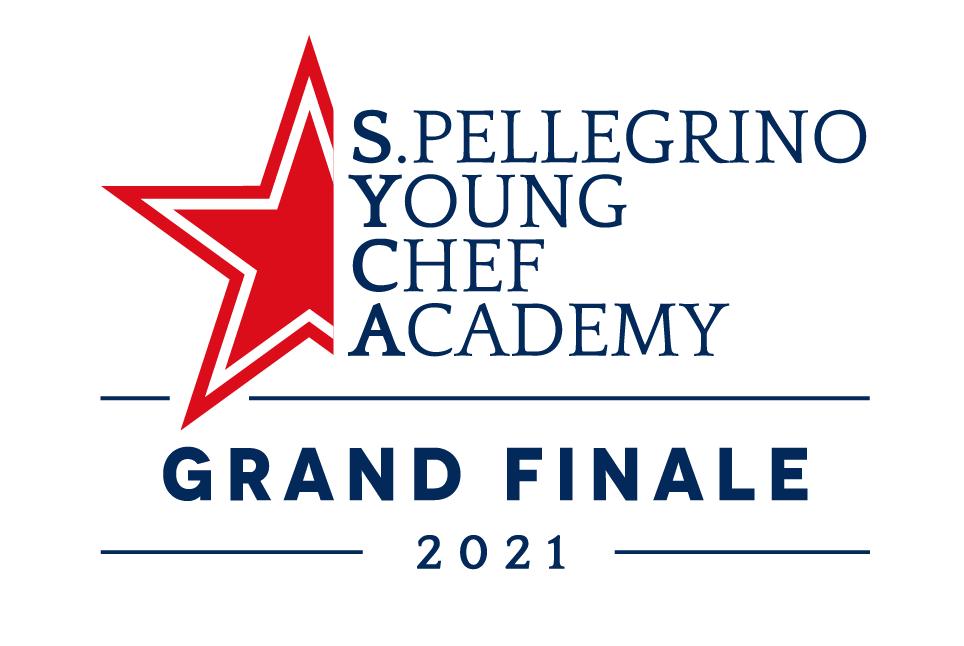 S.PELLEGRINO
YOUNG
CHEF
ACADEMY
GRAND FINALE
2021